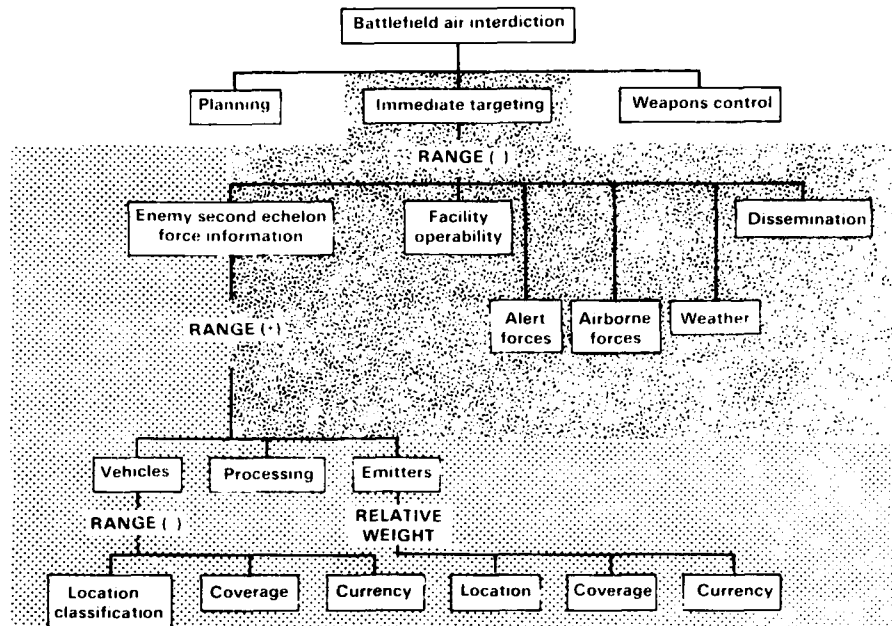 Battlefield air interdiction
Planning
Immediate targeting
Weapons control
RANGE ( )
Enemy second echelon
force information
Facility
operability
Dissemination
Alert
forces
Airborne
forces
Weather
RANGE (+)
Vehicles
Processing
Emitters
RANGE ( )
RELATIVE
WEIGHT
Location
classification
Coverage
Currency
Location
Coverage
Currency